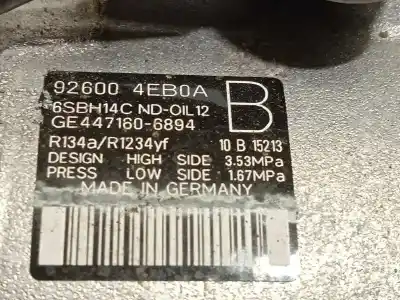 92600 4EB0A
B
6SBH14C ND-OIL12
GE447160-6894
R134a/R1234yf 10 B 15213
DESIGN HIGH SIDE 3.53MPa
PRESS LOW SIDE 1.67MPa
MADE IN GERMANY